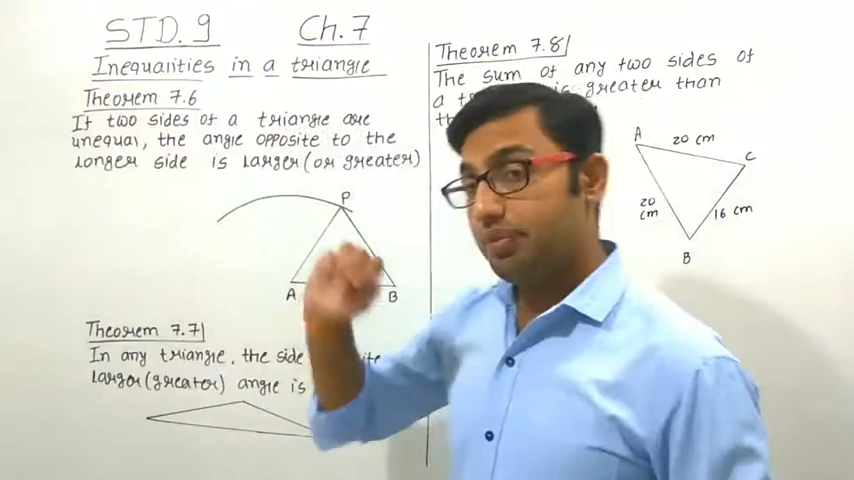 STD. 9 Ch. 7
Inequalities in a triangle
Theorem 7.6
If two sides of a triangle are
unequal, the angle opposite to the
longer side is larger (or greater)
P
A B
Theorem 7.7
In any triangle, the side
larger (greater) angle is
Theorem 7.8
The sum of any two sides of
a is greater than
A
20 cm
C
20
cm
16 cm
B